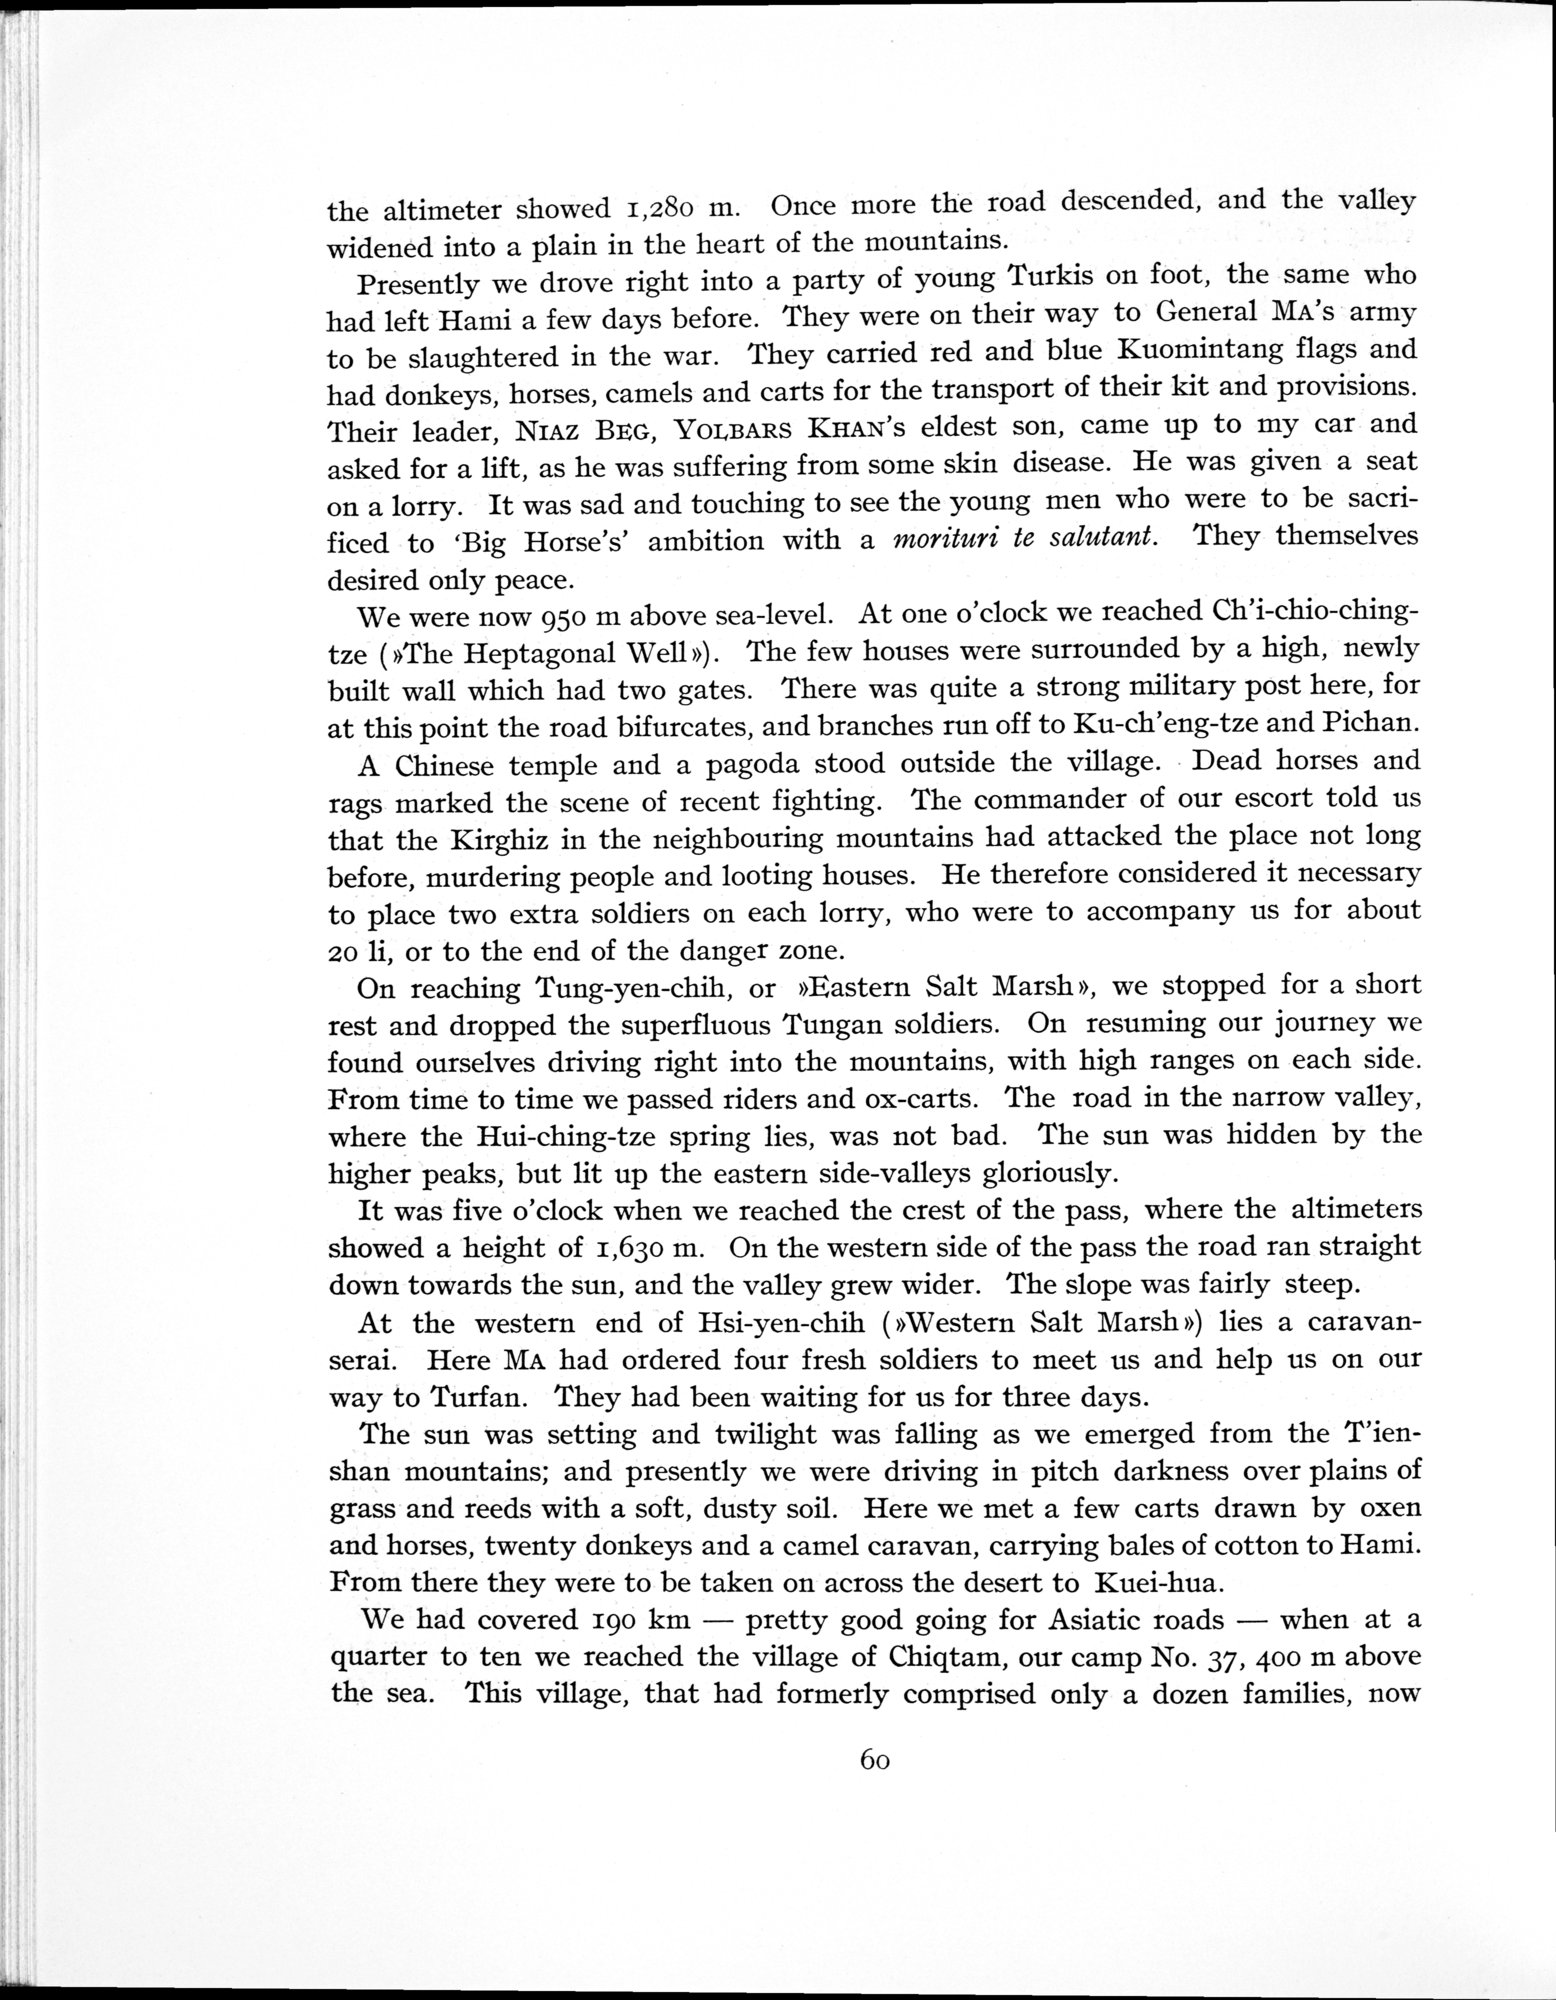 the altimeter showed 1,280 m. Once more the road descended, and the valley
widened into a plain in the heart of the mountains.
Presently we drove right into a party of young Turkis on foot, the same who
had left Hami a few days before. They were on their way to General MA's army
to be slaughtered in the war. They carried red and blue Kuomintang flags and
had donkeys, horses, camels and carts for the transport of their kit and provisions.
Their leader, NIAZ BEG, YOLBARS KHAN's eldest son, came up to my car and
asked for a lift, as he was suffering from some skin disease. He was given a seat
on a lorry. It was sad and touching to see the young men who were to be sacri-
ficed to ‘Big Horse's’ ambition with a morituri te salutant. They themselves
desired only peace.
We were now 950 m above sea-level. At one o'clock we reached Ch'i-chio-ching-
tze (»The Heptagonal Well»). The few houses were surrounded by a high, newly
built wall which had two gates. There was quite a strong military post here, for
at this point the road bifurcates, and branches run off to Ku-ch'eng-tze and Pichan.
A Chinese temple and a pagoda stood outside the village. Dead horses and
rags marked the scene of recent fighting. The commander of our escort told us
that the Kirghiz in the neighbouring mountains had attacked the place not long
before, murdering people and looting houses. He therefore considered it necessary
to place two extra soldiers on each lorry, who were to accompany us for about
20 li, or to the end of the danger zone.
On reaching Tung-yen-chih, or »Eastern Salt Marsh», we stopped for a short
rest and dropped the superfluous Tungan soldiers. On resuming our journey we
found ourselves driving right into the mountains, with high ranges on each side.
From time to time we passed riders and ox-carts. The road in the narrow valley,
where the Hui-ching-tze spring lies, was not bad. The sun was hidden by the
higher peaks, but lit up the eastern side-valleys gloriously.
It was five o'clock when we reached the crest of the pass, where the altimeters
showed a height of 1,630 m. On the western side of the pass the road ran straight
down towards the sun, and the valley grew wider. The slope was fairly steep.
At the western end of Hsi-yen-chih (»Western Salt Marsh») lies a caravan-
serai. Here MA had ordered four fresh soldiers to meet us and help us on our
way to Turfan. They had been waiting for us for three days.
The sun was setting and twilight was falling as we emerged from the T'ien-
shan mountains; and presently we were driving in pitch darkness over plains of
grass and reeds with a soft, dusty soil. Here we met a few carts drawn by oxen
and horses, twenty donkeys and a camel caravan, carrying bales of cotton to Hami.
From there they were to be taken on across the desert to Kuei-hua.
We had covered 190 km — pretty good going for Asiatic roads — when at a
quarter to ten we reached the village of Chiqtam, our camp No. 37, 400 m above
the sea. This village, that had formerly comprised only a dozen families, now
60